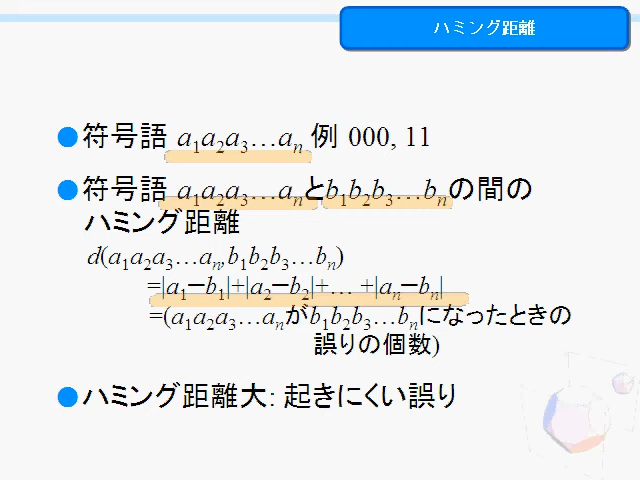 ハミング距離
●符号語 a₁a₂a₃…aₙ 例 000, 11
●符号語 a₁a₂a₃…aₙとb₁b₂b₃…bₙの間の
ハミング距離
d(a₁a₂a₃…aₙ,b₁b₂b₃…bₙ)
=|a₁−b₁|+|a₂−b₂|+… +|aₙ−bₙ|
=(a₁a₂a₃…aₙがb₁b₂b₃…bₙになったときの
誤りの個数)
●ハミング距離大: 起きにくい誤り